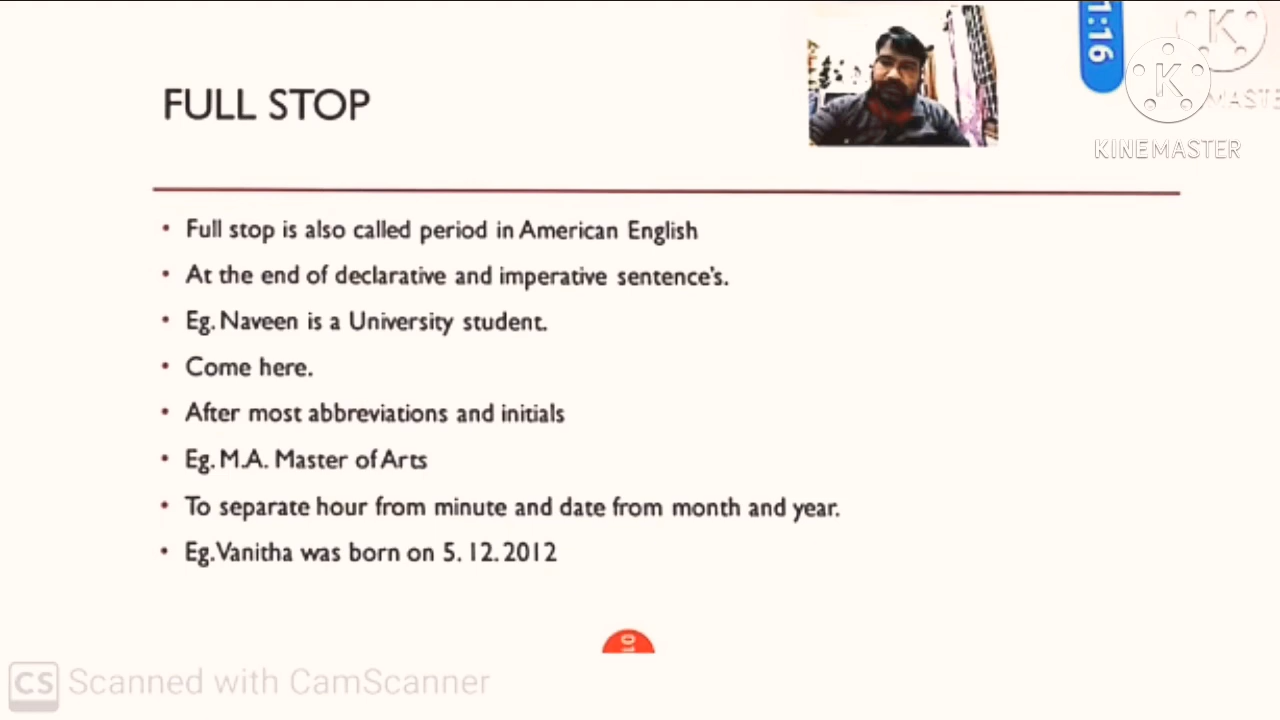 1:16
K
K
MASTE
KINEMASTER
FULL STOP
• Full stop is also called period in American English
• At the end of declarative and imperative sentence's.
• Eg. Naveen is a University student.
• Come here.
• After most abbreviations and initials
• Eg. M.A. Master of Arts
• To separate hour from minute and date from month and year.
• Eg. Vanitha was born on 5. 12. 2012
10
CS Scanned with CamScanner